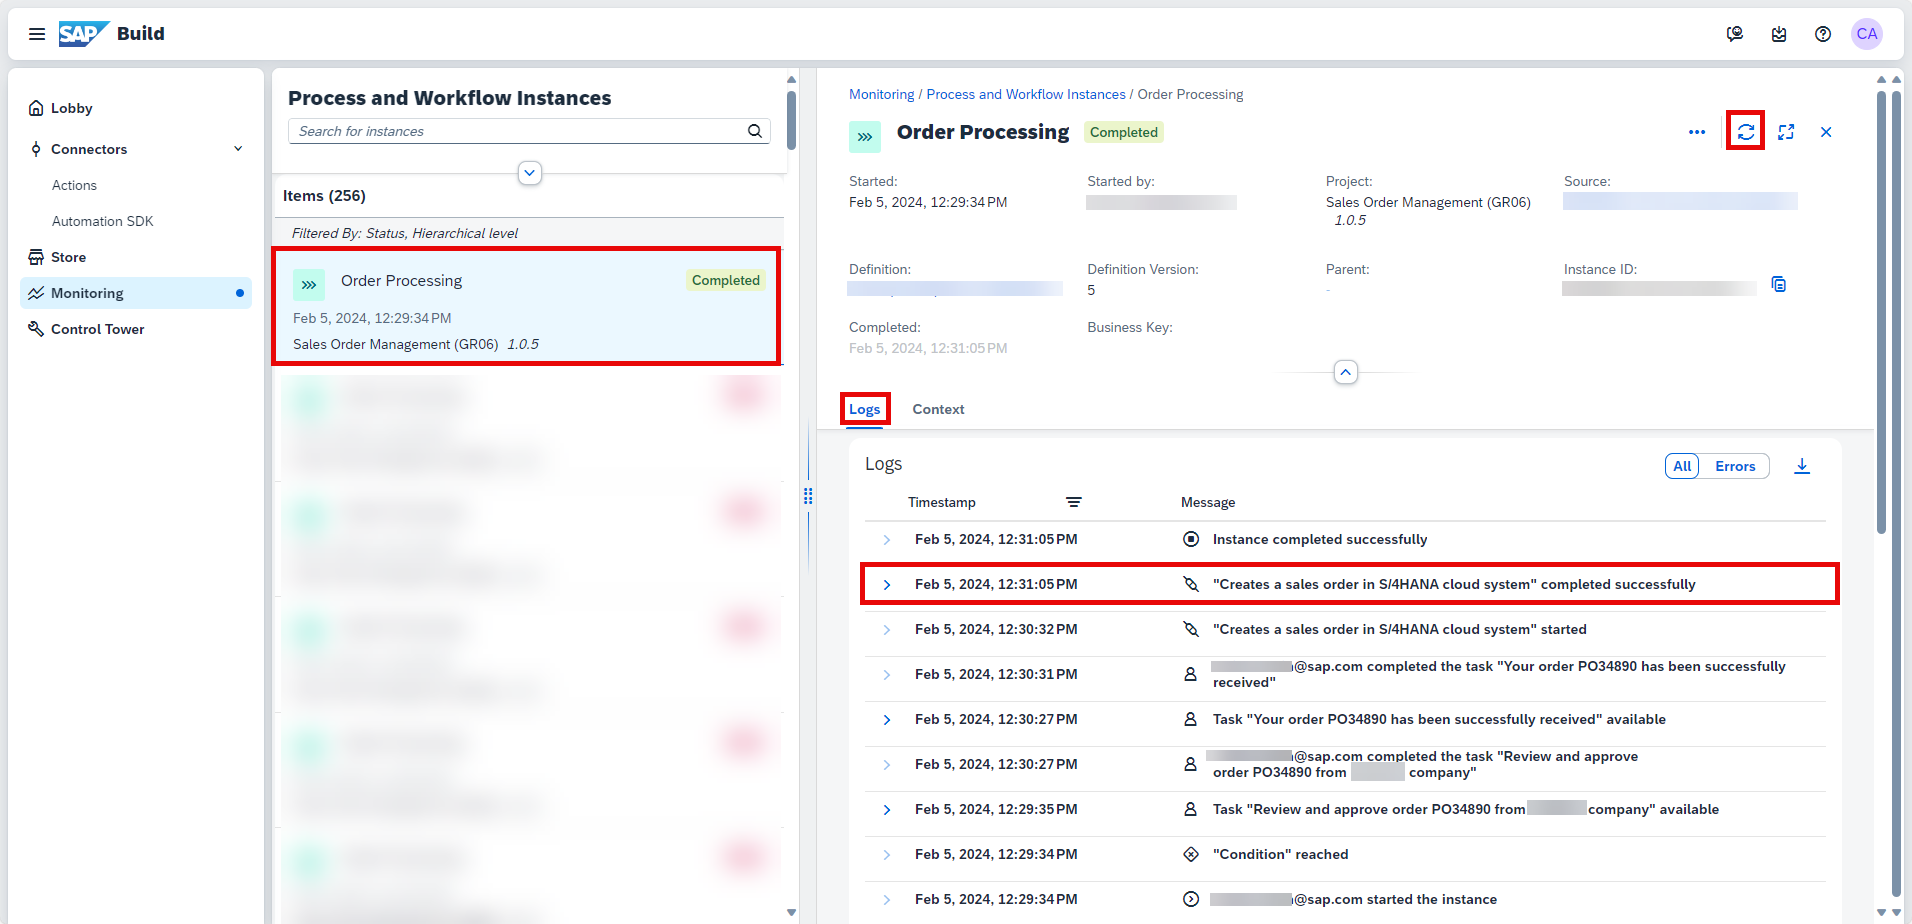 SAP Build
CA
Lobby
Connectors
Actions
Automation SDK
Store
Monitoring
Control Tower
Process and Workflow Instances
Search for instances
Items (256)
Filtered By: Status, Hierarchical level
Order Processing
Completed
Feb 5, 2024, 12:29:34 PM
Sales Order Management (GR06) 1.0.5
Monitoring / Process and Workflow Instances / Order Processing
Order Processing Completed
Started:
Feb 5, 2024, 12:29:34 PM
Started by:
Project:
Sales Order Management (GR06)
1.0.5
Source:
Definition:
Definition Version:
5
Parent:
-
Instance ID:
Completed:
Feb 5, 2024, 12:31:05 PM
Business Key:
Logs Context
Logs
All Errors
Timestamp Message
Feb 5, 2024, 12:31:05 PM Instance completed successfully
Feb 5, 2024, 12:31:05 PM "Creates a sales order in S/4HANA cloud system" completed successfully
Feb 5, 2024, 12:30:32 PM "Creates a sales order in S/4HANA cloud system" started
Feb 5, 2024, 12:30:31 PM @sap.com completed the task "Your order PO34890 has been successfully
received"
Feb 5, 2024, 12:30:27 PM Task "Your order PO34890 has been successfully received" available
Feb 5, 2024, 12:30:27 PM @sap.com completed the task "Review and approve
order PO34890 from company"
Feb 5, 2024, 12:29:35 PM Task "Review and approve order PO34890 from company" available
Feb 5, 2024, 12:29:34 PM "Condition" reached
Feb 5, 2024, 12:29:34 PM @sap.com started the instance